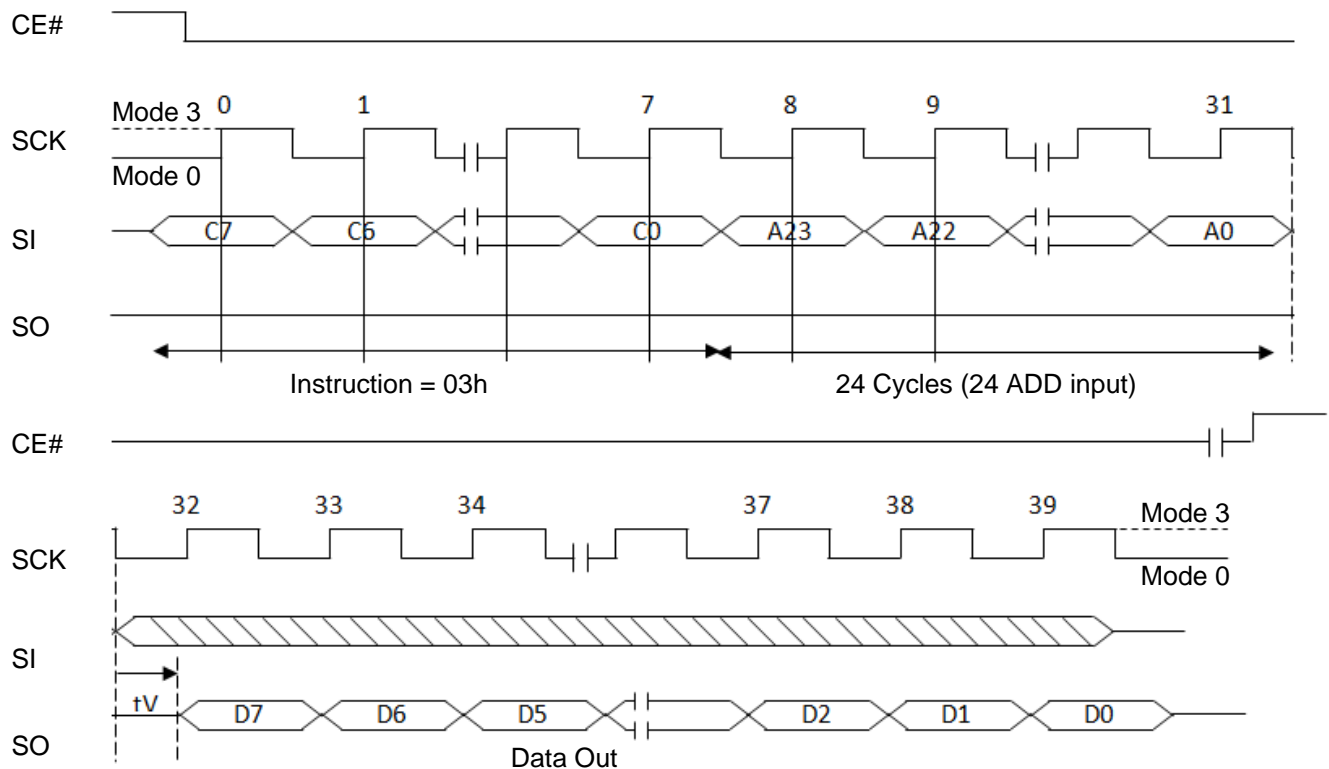 CE#
Mode 3 0 1 7 8 9 31
SCK
Mode 0
SI C7 C6 C0 A23 A22 A0
SO
Instruction = 03h 24 Cycles (24 ADD input)
CE#
32 33 34 37 38 39 Mode 3
SCK
Mode 0
SI
tV D7 D6 D5 D2 D1 D0
SO
Data Out